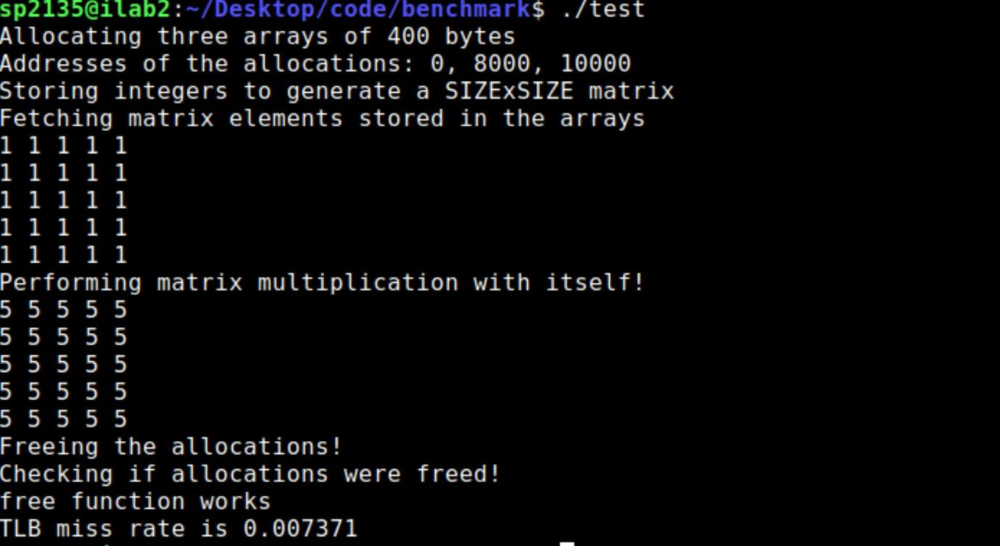 sp2135@ilab2:~/Desktop/code/benchmark$ ./test
Allocating three arrays of 400 bytes
Addresses of the allocations: 0, 8000, 10000
Storing integers to generate a SIZExSIZE matrix
Fetching matrix elements stored in the arrays
1 1 1 1 1
1 1 1 1 1
1 1 1 1 1
1 1 1 1 1
1 1 1 1 1
Performing matrix multiplication with itself!
5 5 5 5 5
5 5 5 5 5
5 5 5 5 5
5 5 5 5 5
5 5 5 5 5
Freeing the allocations!
Checking if allocations were freed!
free function works
TLB miss rate is 0.007371